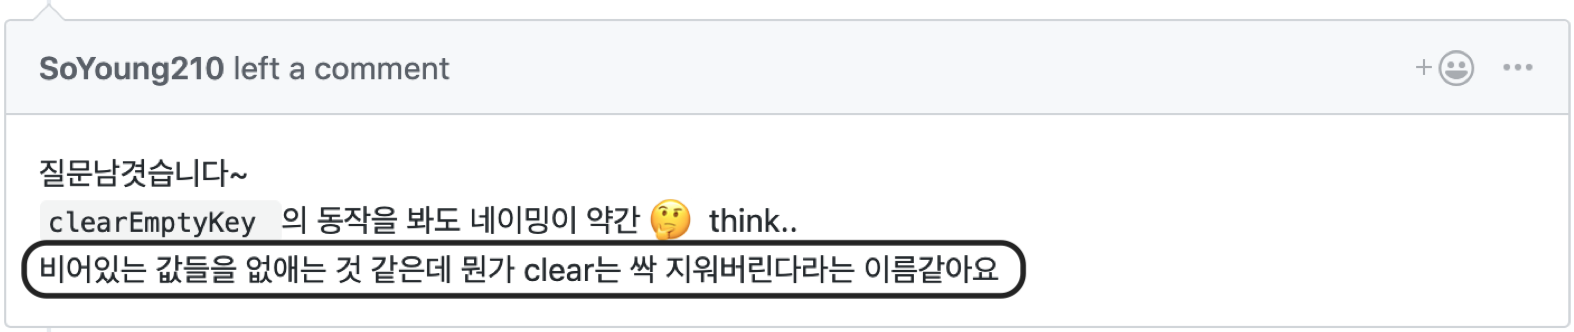 SoYoung210 left a comment
질문남겻습니다~
clearEmptyKey 의 동작을 봐도 네이밍이 약간 🤔 think..
비어있는 값들을 없애는 것 같은데 뭔가 clear는 싹 지워버린다라는 이름같아요